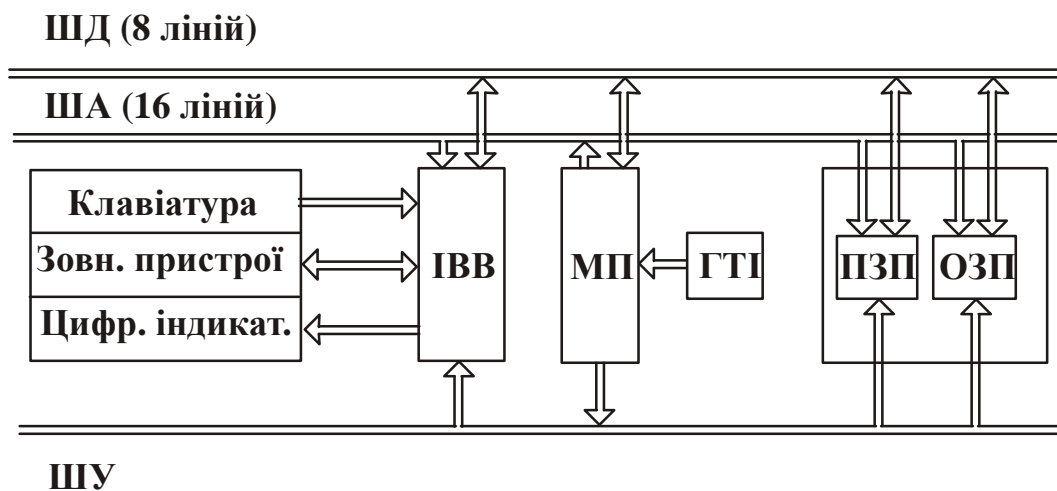 ШД (8 ліній)
ША (16 ліній)
Клавіатура
Зовн. пристрої
Цифр. індикат.
ІВВ
МП
ГТІ
ПЗП
ОЗП
ШУ